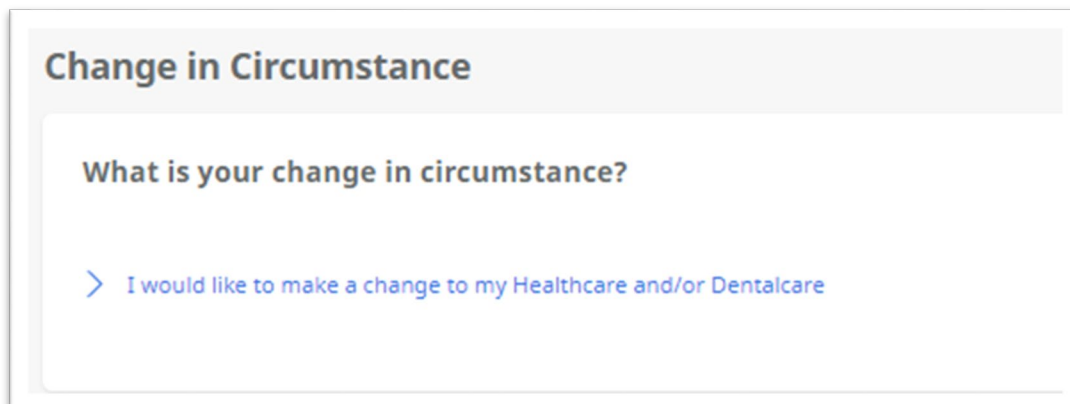 Change in Circumstance
What is your change in circumstance?
I would like to make a change to my Healthcare and/or Dentalcare